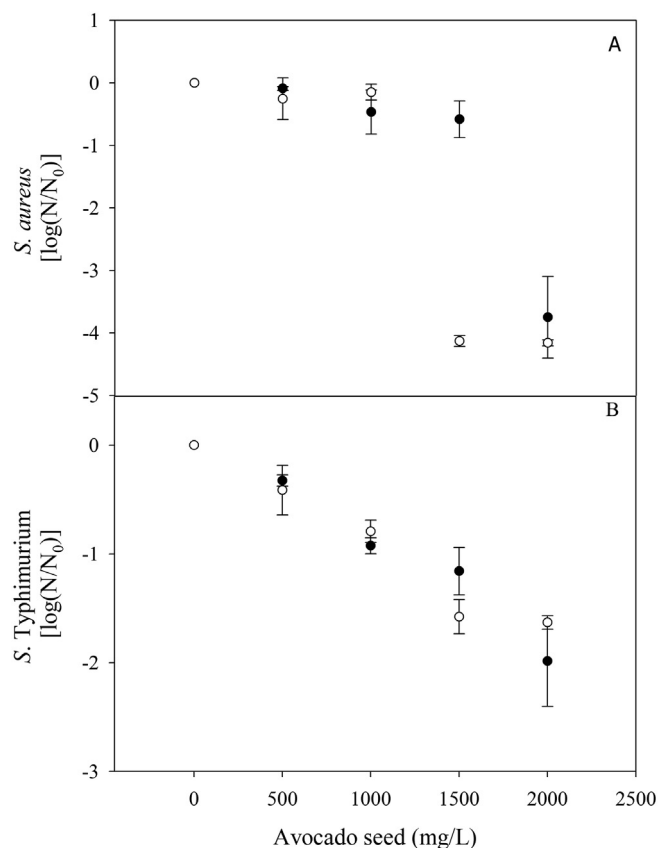 A
1
0
-1
-2
-3
-4
-5
S. aureus
[log(N/N₀)]
B
0
-1
-2
-3
S. Typhimurium
[log(N/N₀)]
0 500 1000 1500 2000 2500
Avocado seed (mg/L)